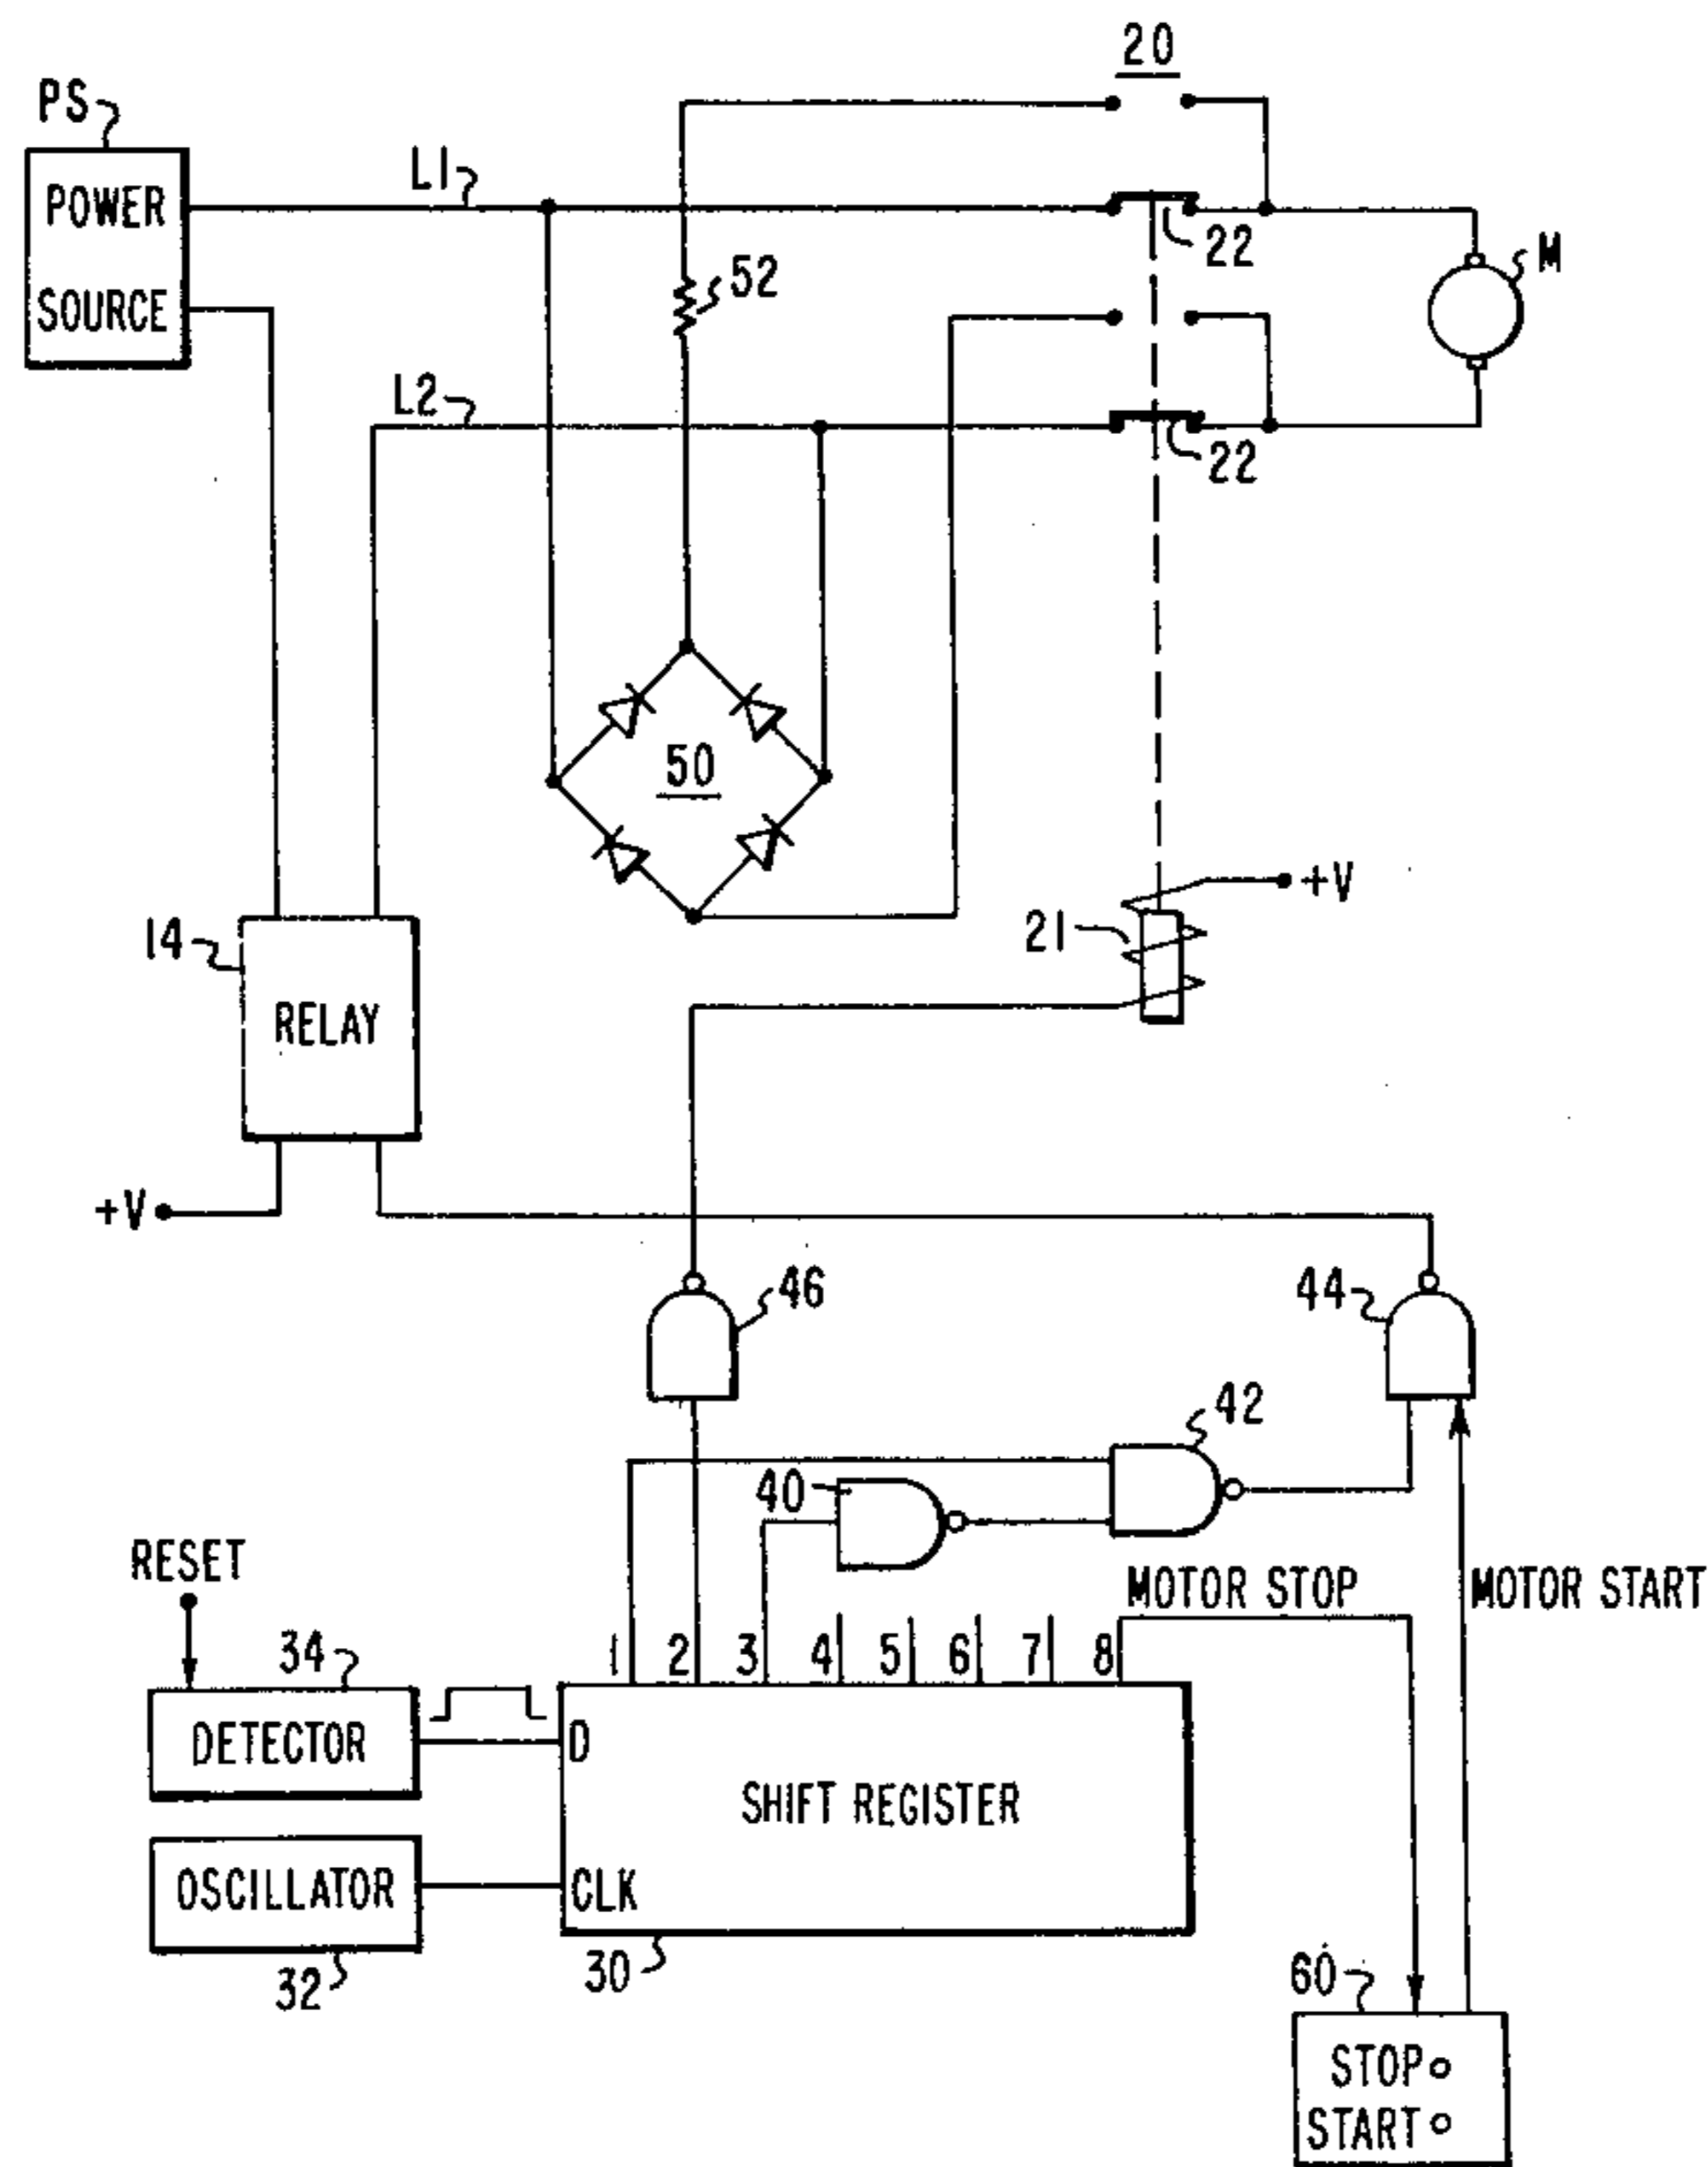 20
PS
POWER
SOURCE
L1
22
M
52
L2
22
50
+V
21
14
RELAY
+V
46
44
42
40
RESET
MOTOR STOP
MOTOR START
34
1 2 3 4 5 6 7 8
DETECTOR
D
SHIFT REGISTER
OSCILLATOR
CLK
32
30
60
STOP
START